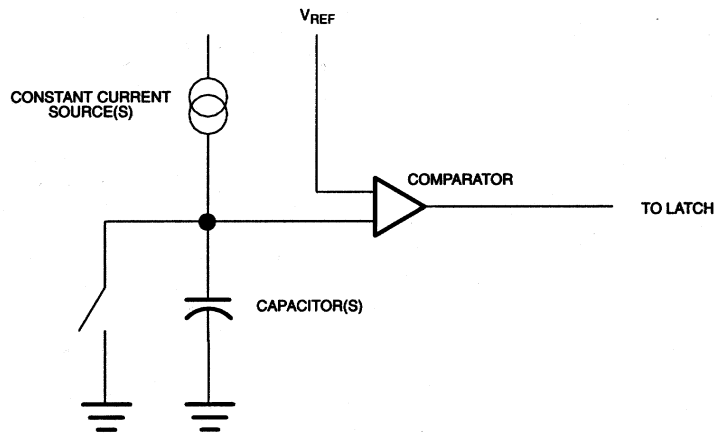 V_REF
CONSTANT CURRENT
SOURCE(S)
COMPARATOR
TO LATCH
CAPACITOR(S)